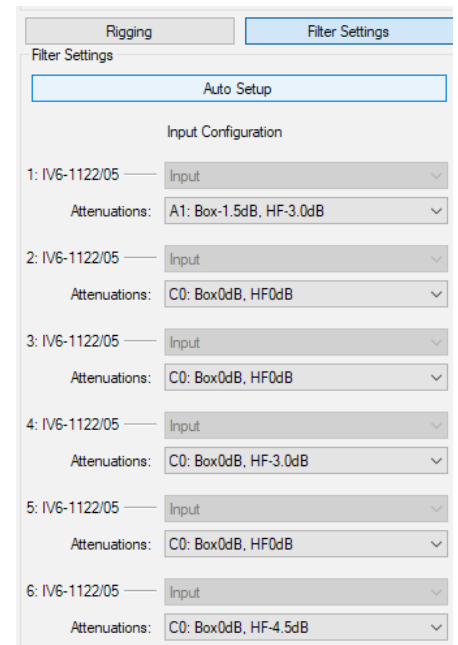 Rigging Filter Settings
Filter Settings
Auto Setup
Input Configuration
1: IV6-1122/05 Input
Attenuations: A1: Box-1.5dB, HF-3.0dB
2: IV6-1122/05 Input
Attenuations: C0: Box0dB, HF0dB
3: IV6-1122/05 Input
Attenuations: C0: Box0dB, HF0dB
4: IV6-1122/05 Input
Attenuations: C0: Box0dB, HF-3.0dB
5: IV6-1122/05 Input
Attenuations: C0: Box0dB, HF0dB
6: IV6-1122/05 Input
Attenuations: C0: Box0dB, HF-4.5dB